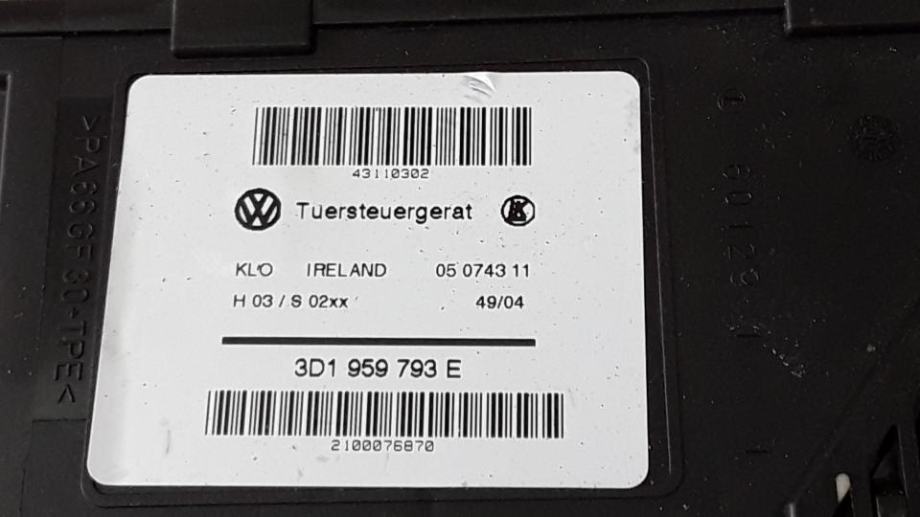 43110302
Tuersteuergerat
KLO IRELAND 05 0743 11
H 03 / S 02xx 49/04
3D1 959 793 E
2100076870
>PA66GF30-TPE<